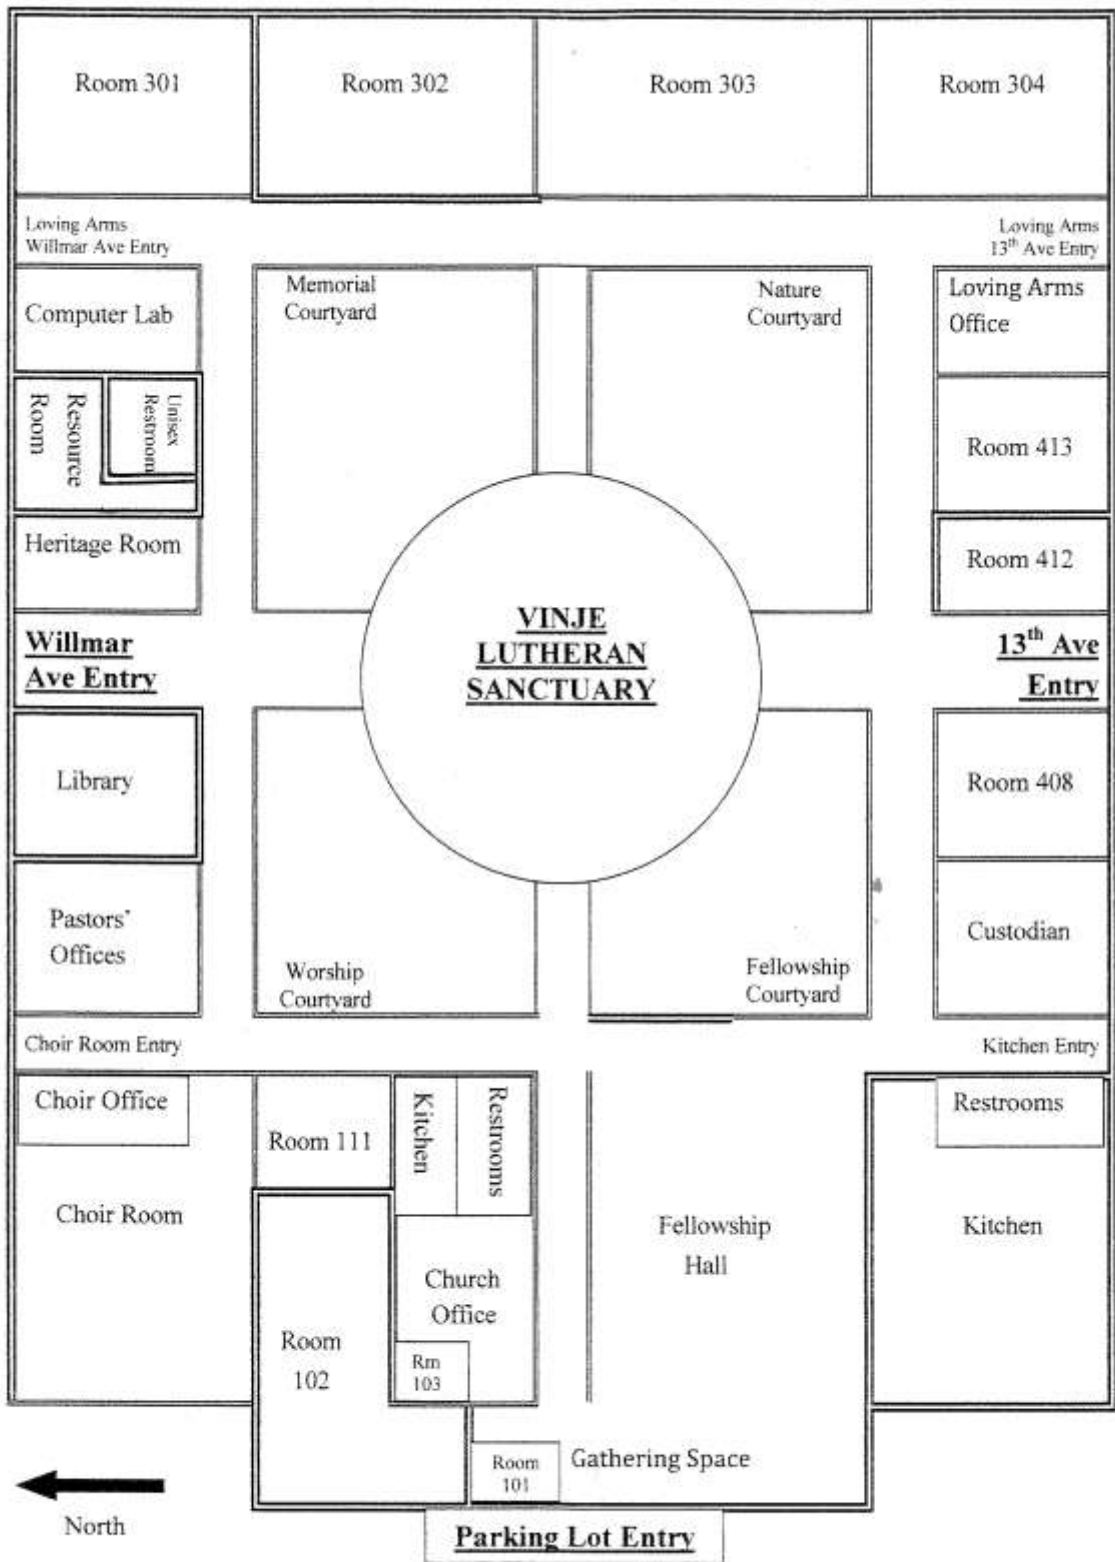 Room 301
Room 302
Room 303
Room 304
Loving Arms
Willmar Ave Entry
Loving Arms
13th Ave Entry
Computer Lab
Memorial
Courtyard
Nature
Courtyard
Loving Arms
Office
Resource
Room
Unisex
Restroom
Room 413
Heritage Room
Room 412
Willmar
Ave Entry
VINJE
LUTHERAN
SANCTUARY
13th Ave
Entry
Library
Room 408
Pastors'
Offices
Worship
Courtyard
Fellowship
Courtyard
Custodian
Choir Room Entry
Kitchen Entry
Choir Office
Room 111
Kitchen
Restrooms
Restrooms
Choir Room
Fellowship
Hall
Kitchen
Church
Office
Room
102
Rm
103
Room
101
Gathering Space
North
Parking Lot Entry